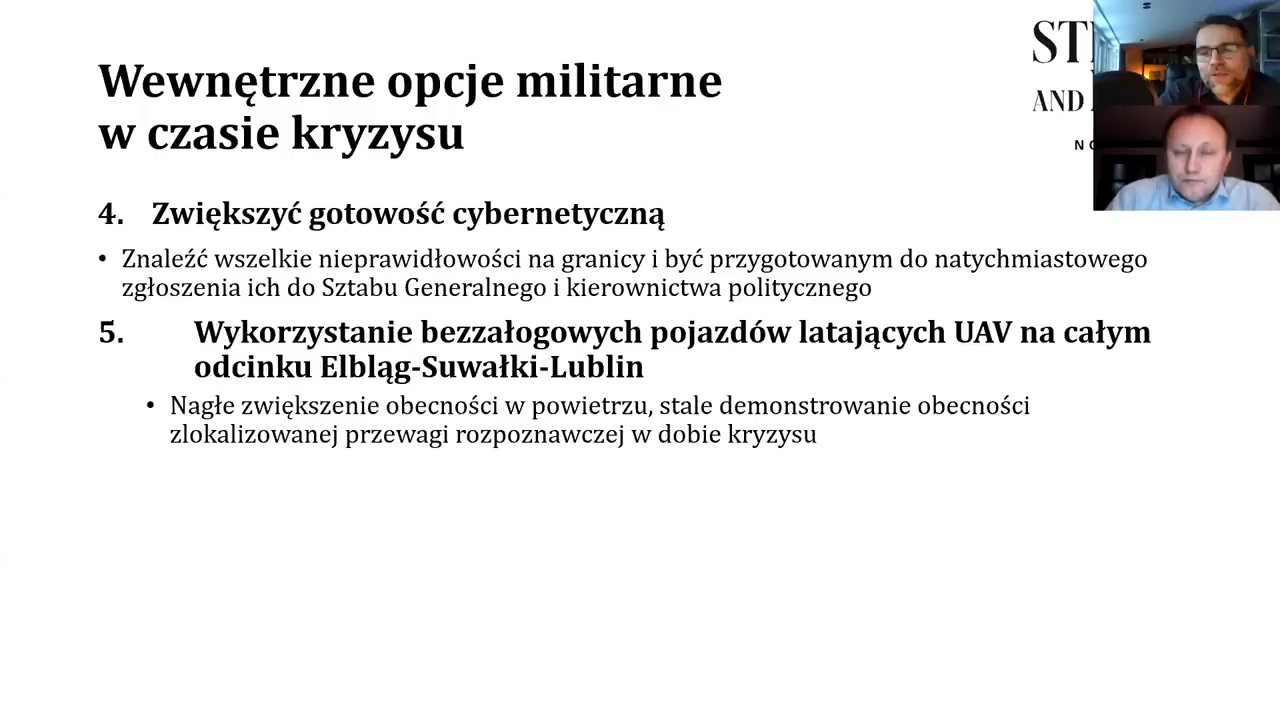 Wewnętrzne opcje militarne
w czasie kryzysu
AND
4. Zwiększyć gotowość cybernetyczną
• Znaleźć wszelkie nieprawidłowości na granicy i być przygotowanym do natychmiastowego
zgłoszenia ich do Sztabu Generalnego i kierownictwa politycznego
5. Wykorzystanie bezzałogowych pojazdów latających UAV na całym
odcinku Elbląg-Suwałki-Lublin
• Nagłe zwiększenie obecności w powietrzu, stale demonstrowanie obecności
zlokalizowanej przewagi rozpoznawczej w dobie kryzysu